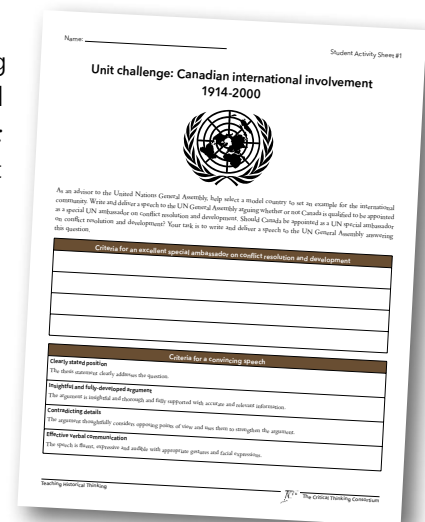 Name:
Student Activity Sheet #1
Unit challenge: Canadian international involvement
1914-2000
As an advisor to the United Nations General Assembly, help select a model country to set an example for the international
community. Write and deliver a speech to the UN General Assembly arguing whether or not Canada is qualified to be appointed
as a special UN ambassador on conflict resolution and development. Should Canada be appointed as a UN special ambassador
on conflict resolution and development? Your task is to write and deliver a speech to the UN General Assembly answering
this question.
Criteria for an excellent special ambassador on conflict resolution and development
Criteria for a convincing speech
Clearly stated position
The thesis statement clearly addresses the question.
Insightful and fully-developed argument
The argument is insightful and thorough and fully supported with accurate and relevant information.
Contradicting details
The argument thoughtfully considers opposing points of view and uses them to strengthen the argument.
Effective verbal communication
The speech is fluent, expressive and audible with appropriate gestures and facial expressions.
Teaching Historical Thinking
The Critical Thinking Consortium